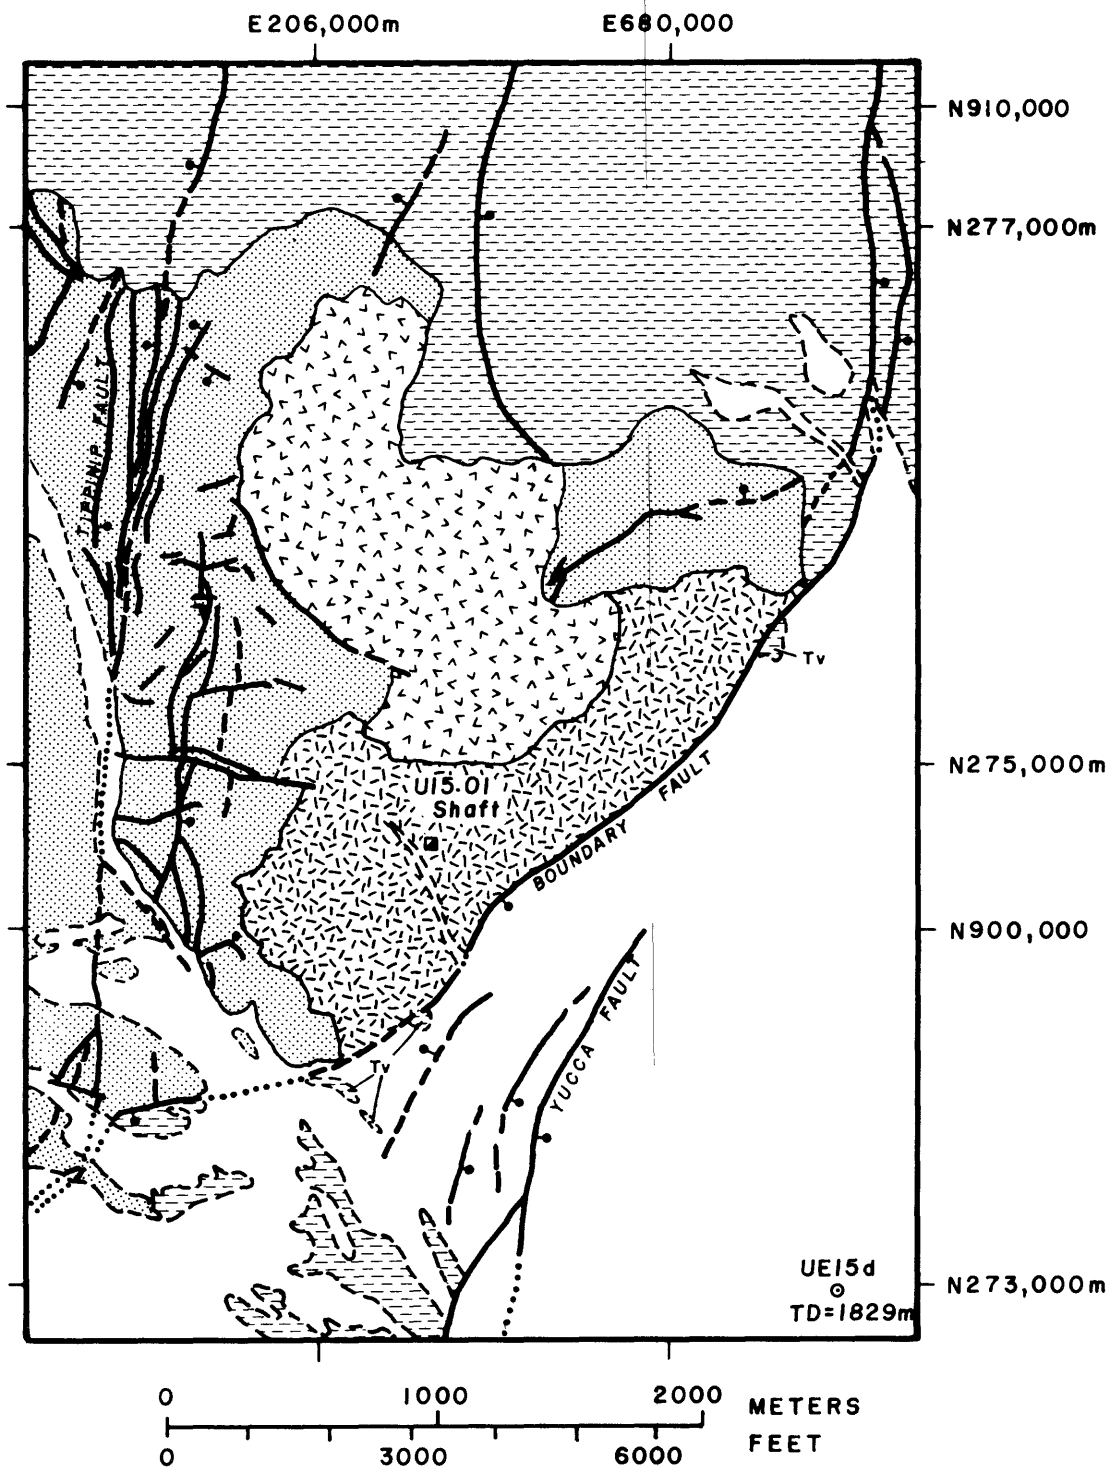 E206,000m
E680,000
N910,000
N277,000m
TIPPINIP FAULT
Tv
N275,000m
U15.01
Shaft
BOUNDARY FAULT
N900,000
YUCCA FAULT
Tv
UE15d
TD=1829m
N273,000m
0 1000 2000
METERS
FEET
0 3000 6000